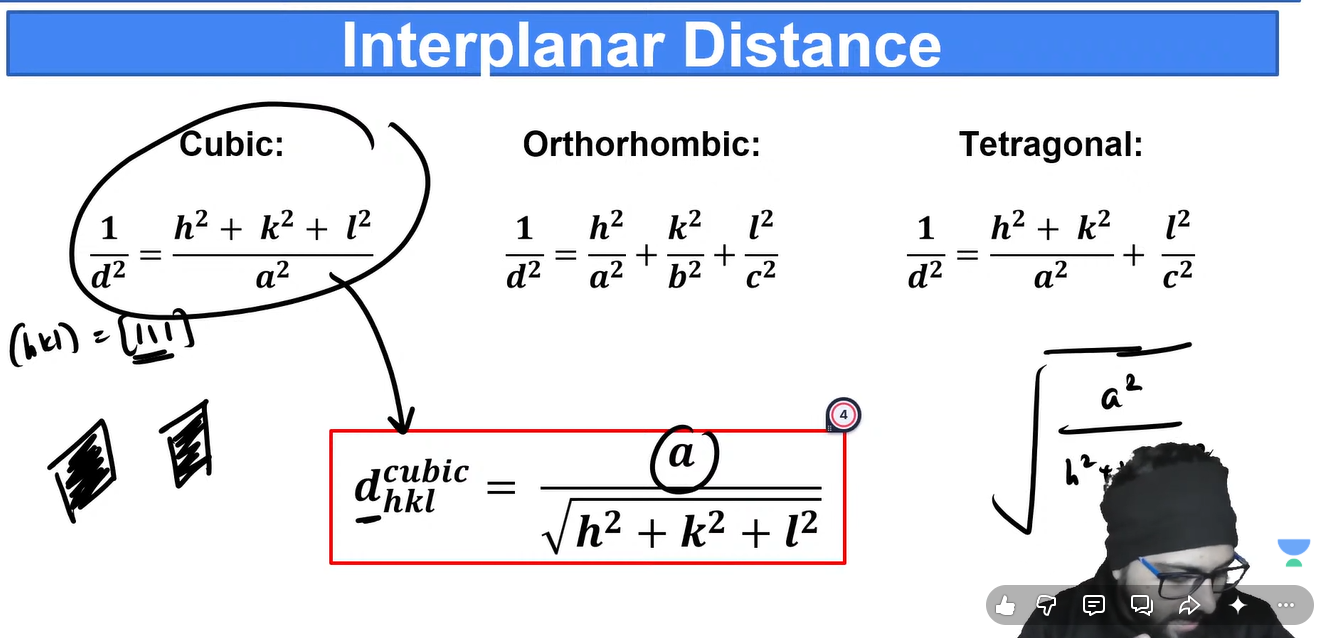 Interplanar Distance
Cubic:
Orthorhombic:
Tetragonal:
1/d² = (h² + k² + l²)/a²
1/d² = h²/a² + k²/b² + l²/c²
1/d² = (h² + k²)/a² + l²/c²
(hkl) = [111]
4
d_hkl^cubic = a/√(h² + k² + l²)
a²
h² +